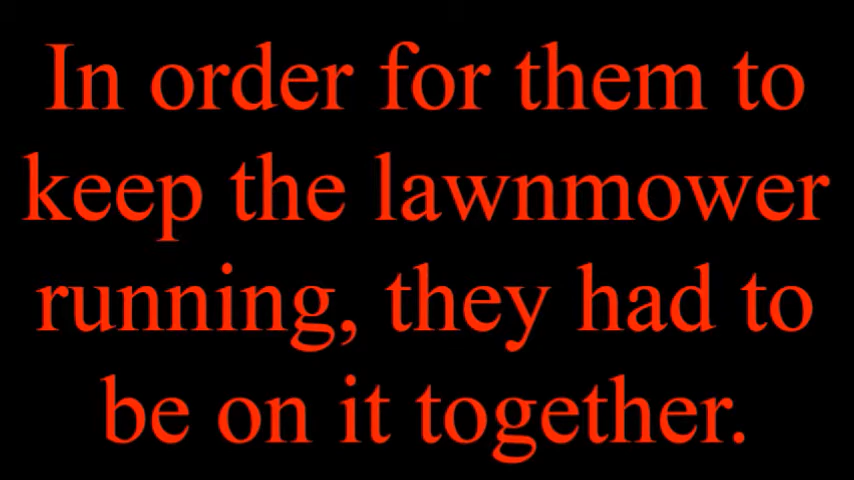 In order for them to
keep the lawnmower
running, they had to
be on it together.